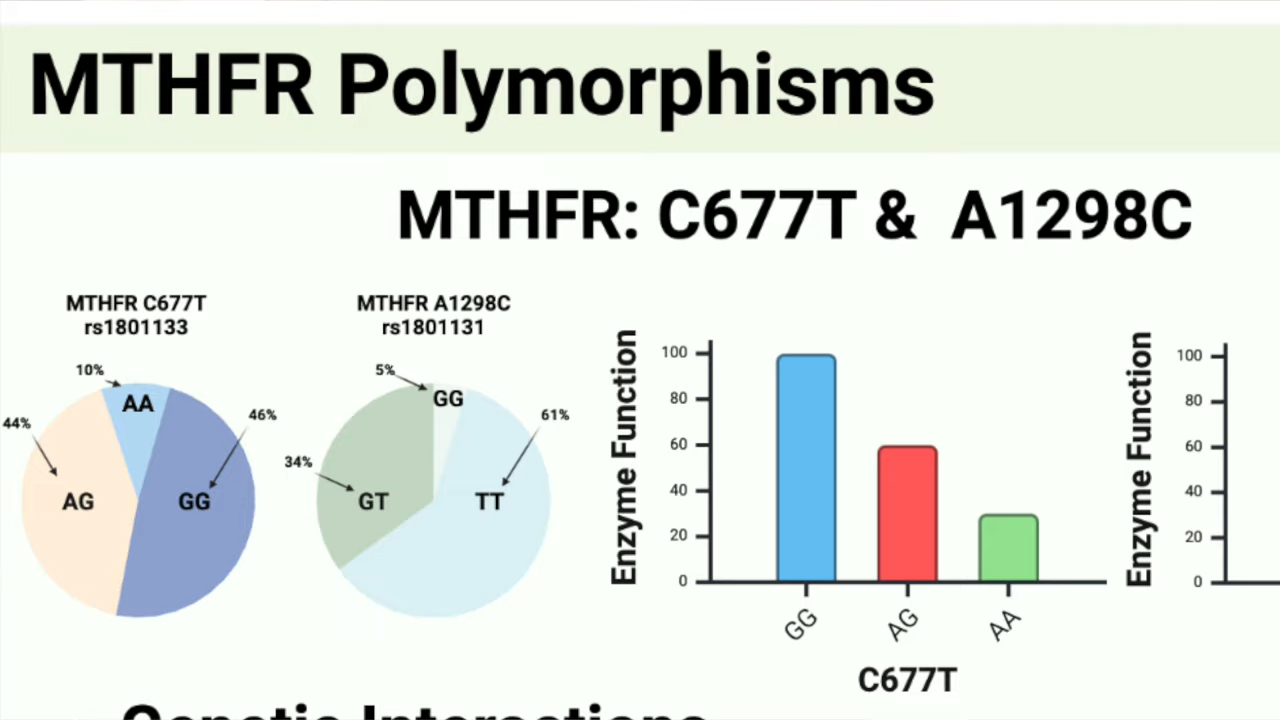 MTHFR Polymorphisms
MTHFR: C677T & A1298C
MTHFR C677T
rs1801133
10%
AA
44%
46%
AG
GG
MTHFR A1298C
rs1801131
5%
GG
61%
34%
GT
TT
Enzyme Function
100
80
60
40
20
0
GG
AG
AA
C677T
Enzyme Function
100
80
60
40
20
0
Genetic Interactions